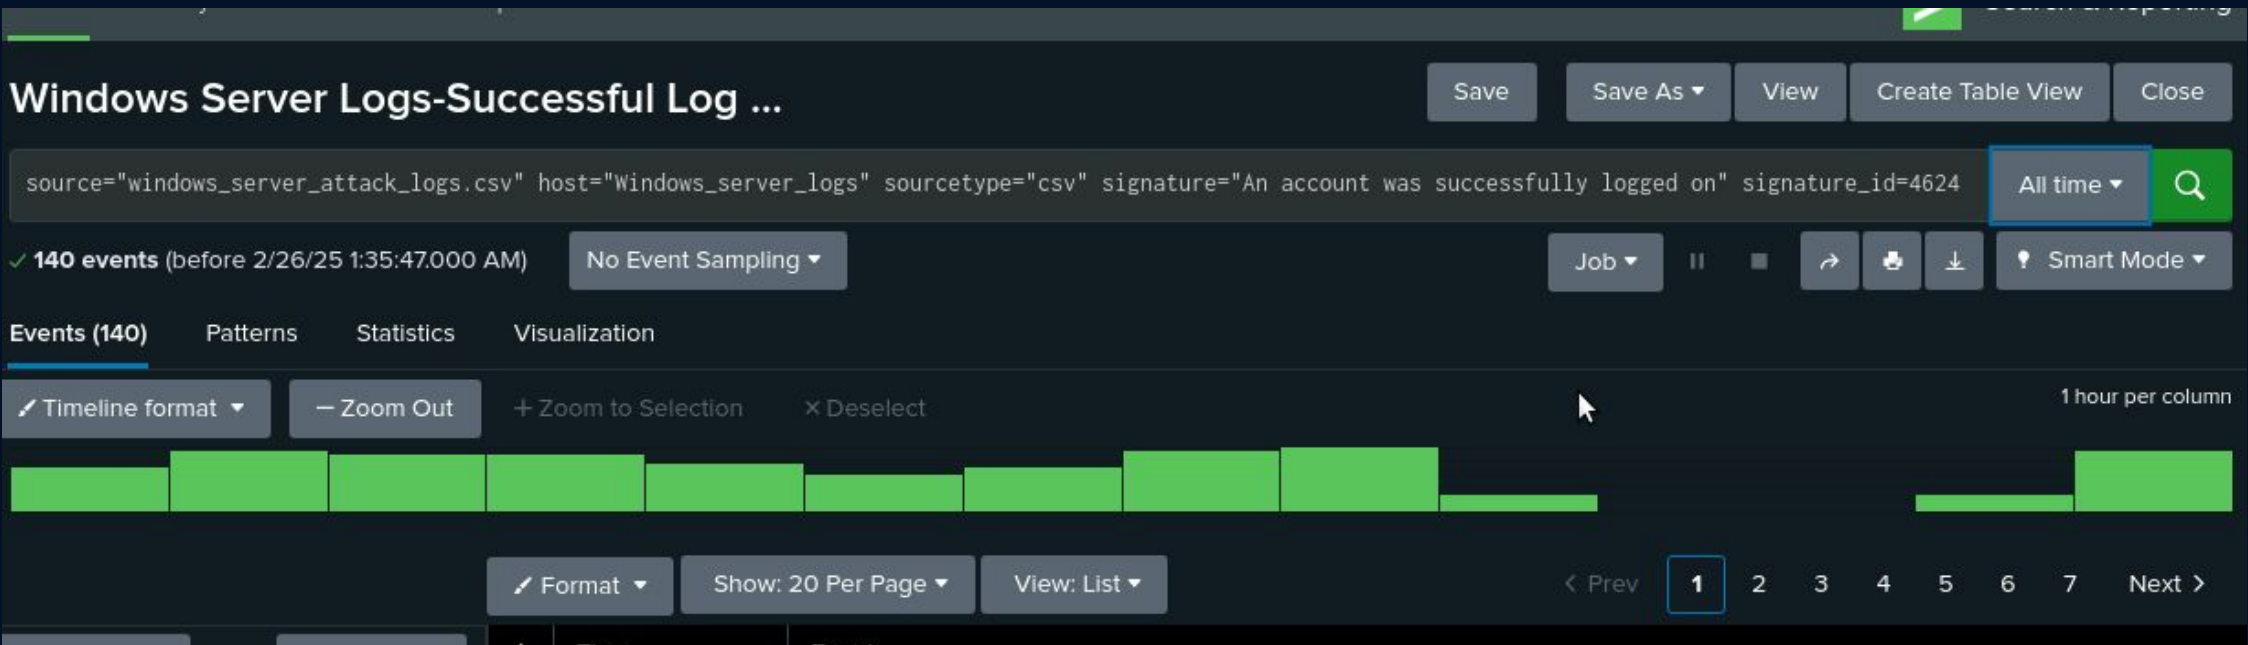 Search & Reporting
Windows Server Logs-Successful Log ...
Save Save As View Create Table View Close
source="windows_server_attack_logs.csv" host="Windows_server_logs" sourcetype="csv" signature="An account was successfully logged on" signature_id=4624 All time
140 events (before 2/26/25 1:35:47.000 AM) No Event Sampling Job Smart Mode
Events (140) Patterns Statistics Visualization
Timeline format — Zoom Out + Zoom to Selection × Deselect 1 hour per column
Format Show: 20 Per Page View: List < Prev 1 2 3 4 5 6 7 Next >